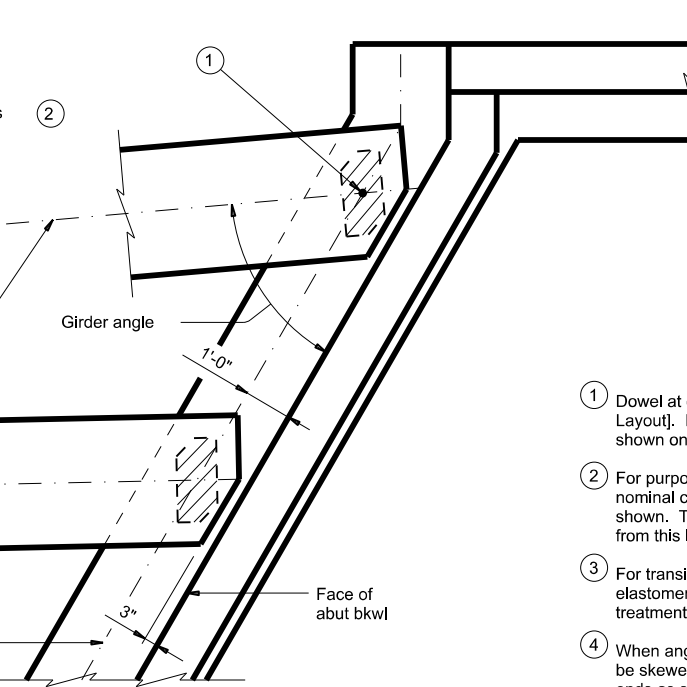 1
2
Girder angle
1'-0"
3"
Face of
abut bkwl
1 Dowel at
Layout].
shown on
2 For purpo
nominal c
shown. T
from this
3 For transi
elastomer
treatment
4 When ang
be skewe